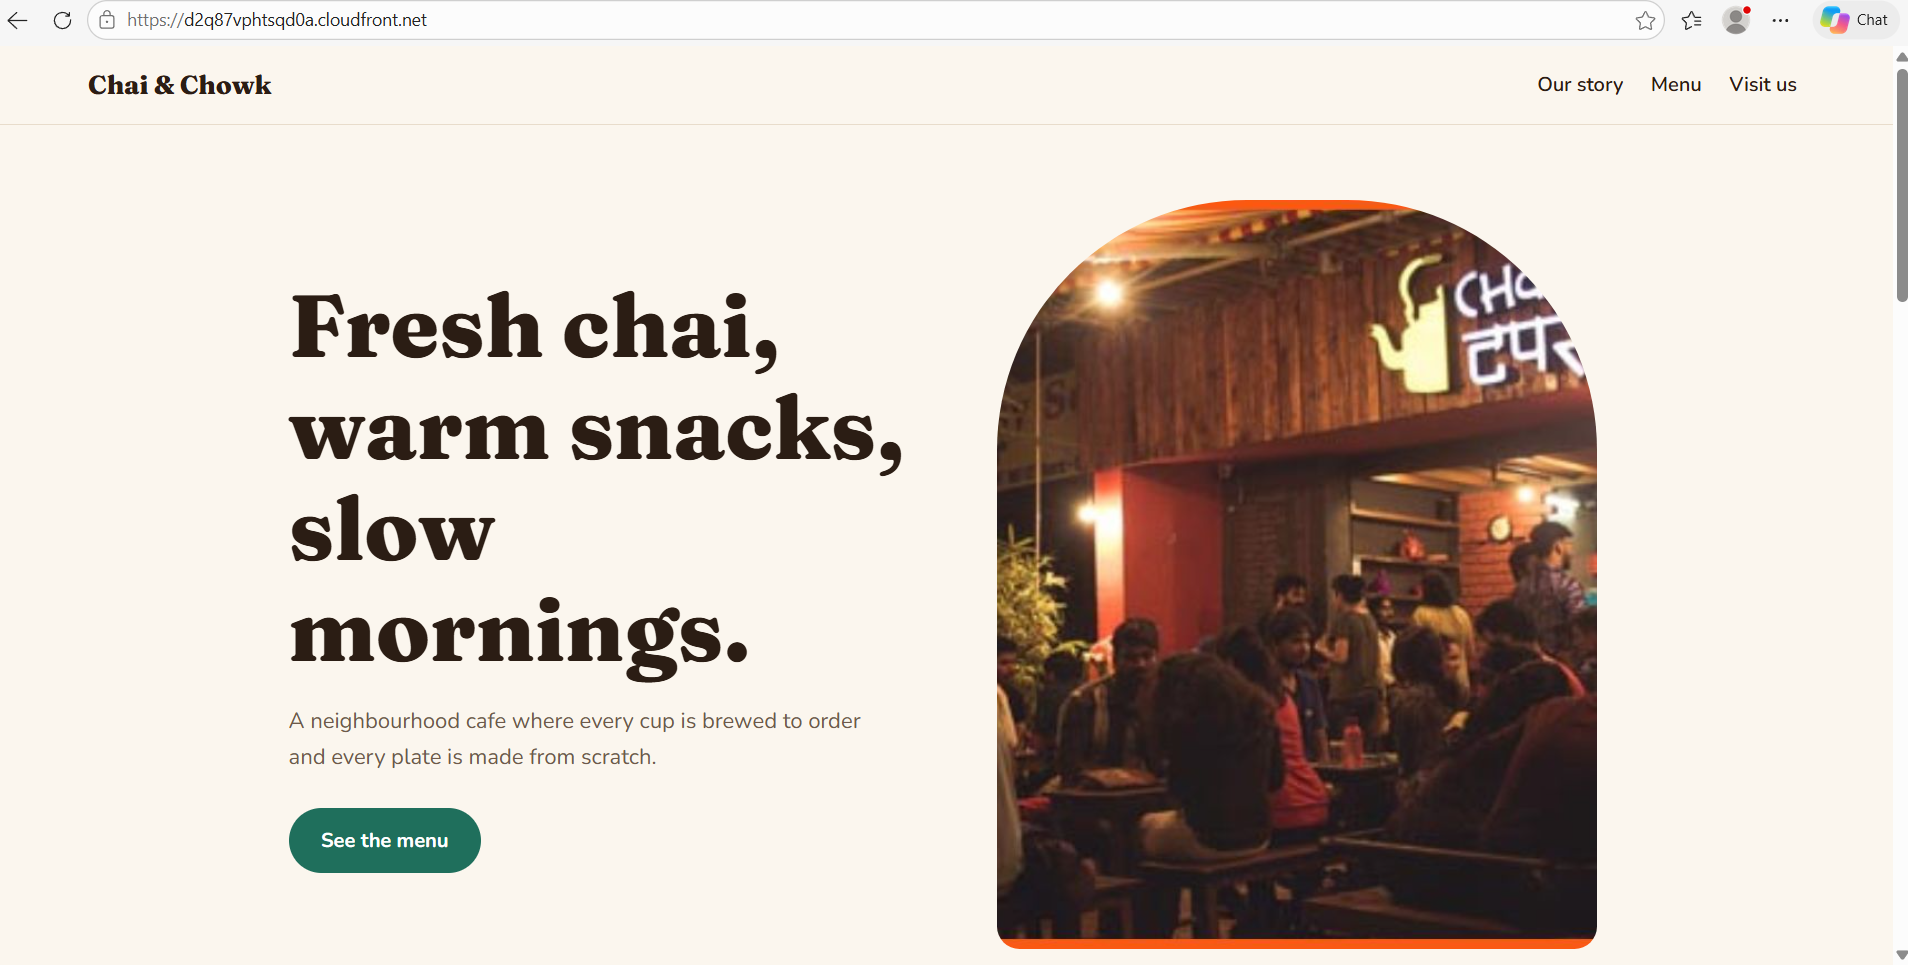 https://d2q87vphtsqd0a.cloudfront.net
Chat
Chai & Chowk
Our story Menu Visit us
Fresh chai,
warm snacks,
slow
mornings.
A neighbourhood cafe where every cup is brewed to order
and every plate is made from scratch.
See the menu